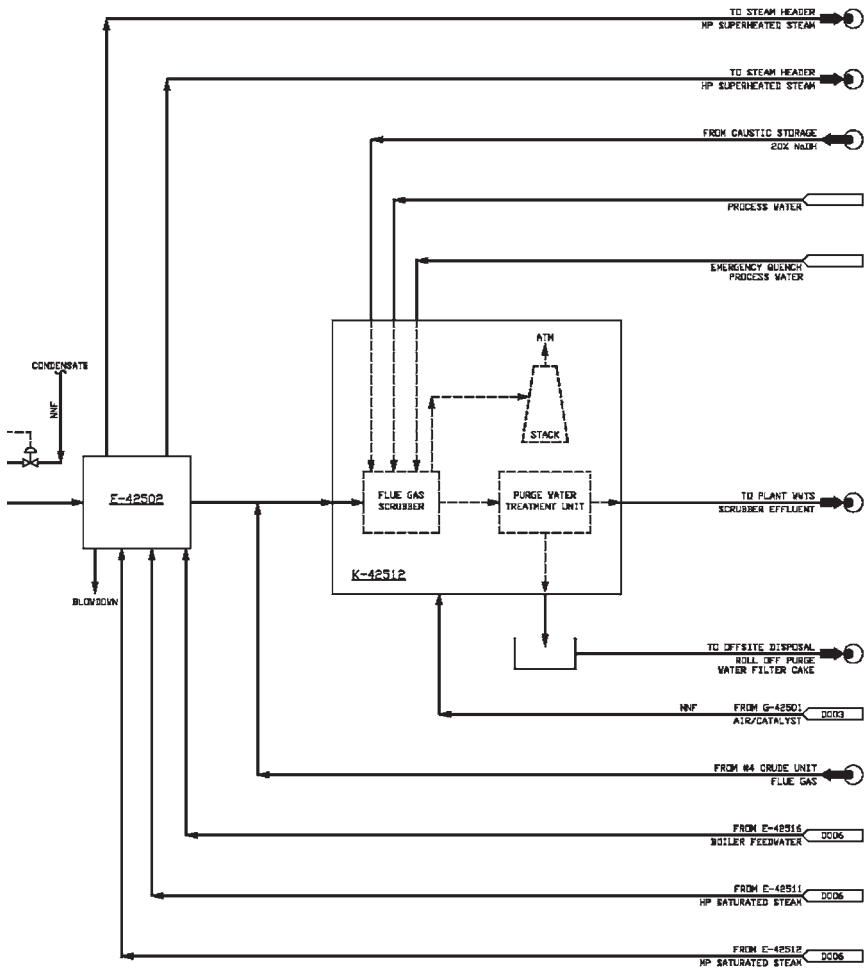 TO STEAM HEADER
MP SUPERHEATED STEAM
TO STEAM HEADER
HP SUPERHEATED STEAM
FROM CAUSTIC STORAGE
20% NaOH
PROCESS WATER
EMERGENCY QUENCH
PROCESS WATER
ATM
CONDENSATE
NNF
STACK
E-42502
FLUE GAS
SCRUBBER
PURGE WATER
TREATMENT UNIT
TO PLANT WWTS
SCRUBBER EFFLUENT
K-42512
BLOWDOWN
TO OFFSITE DISPOSAL
ROLL OFF PURGE
WATER FILTER CAKE
NNF
FROM G-42501
D003
AIR/CATALYST
FROM #4 CRUDE UNIT
FLUE GAS
FROM E-42516
D006
BOILER FEEDWATER
FROM E-42511
D006
HP SATURATED STEAM
FROM E-42512
D006
MP SATURATED STEAM